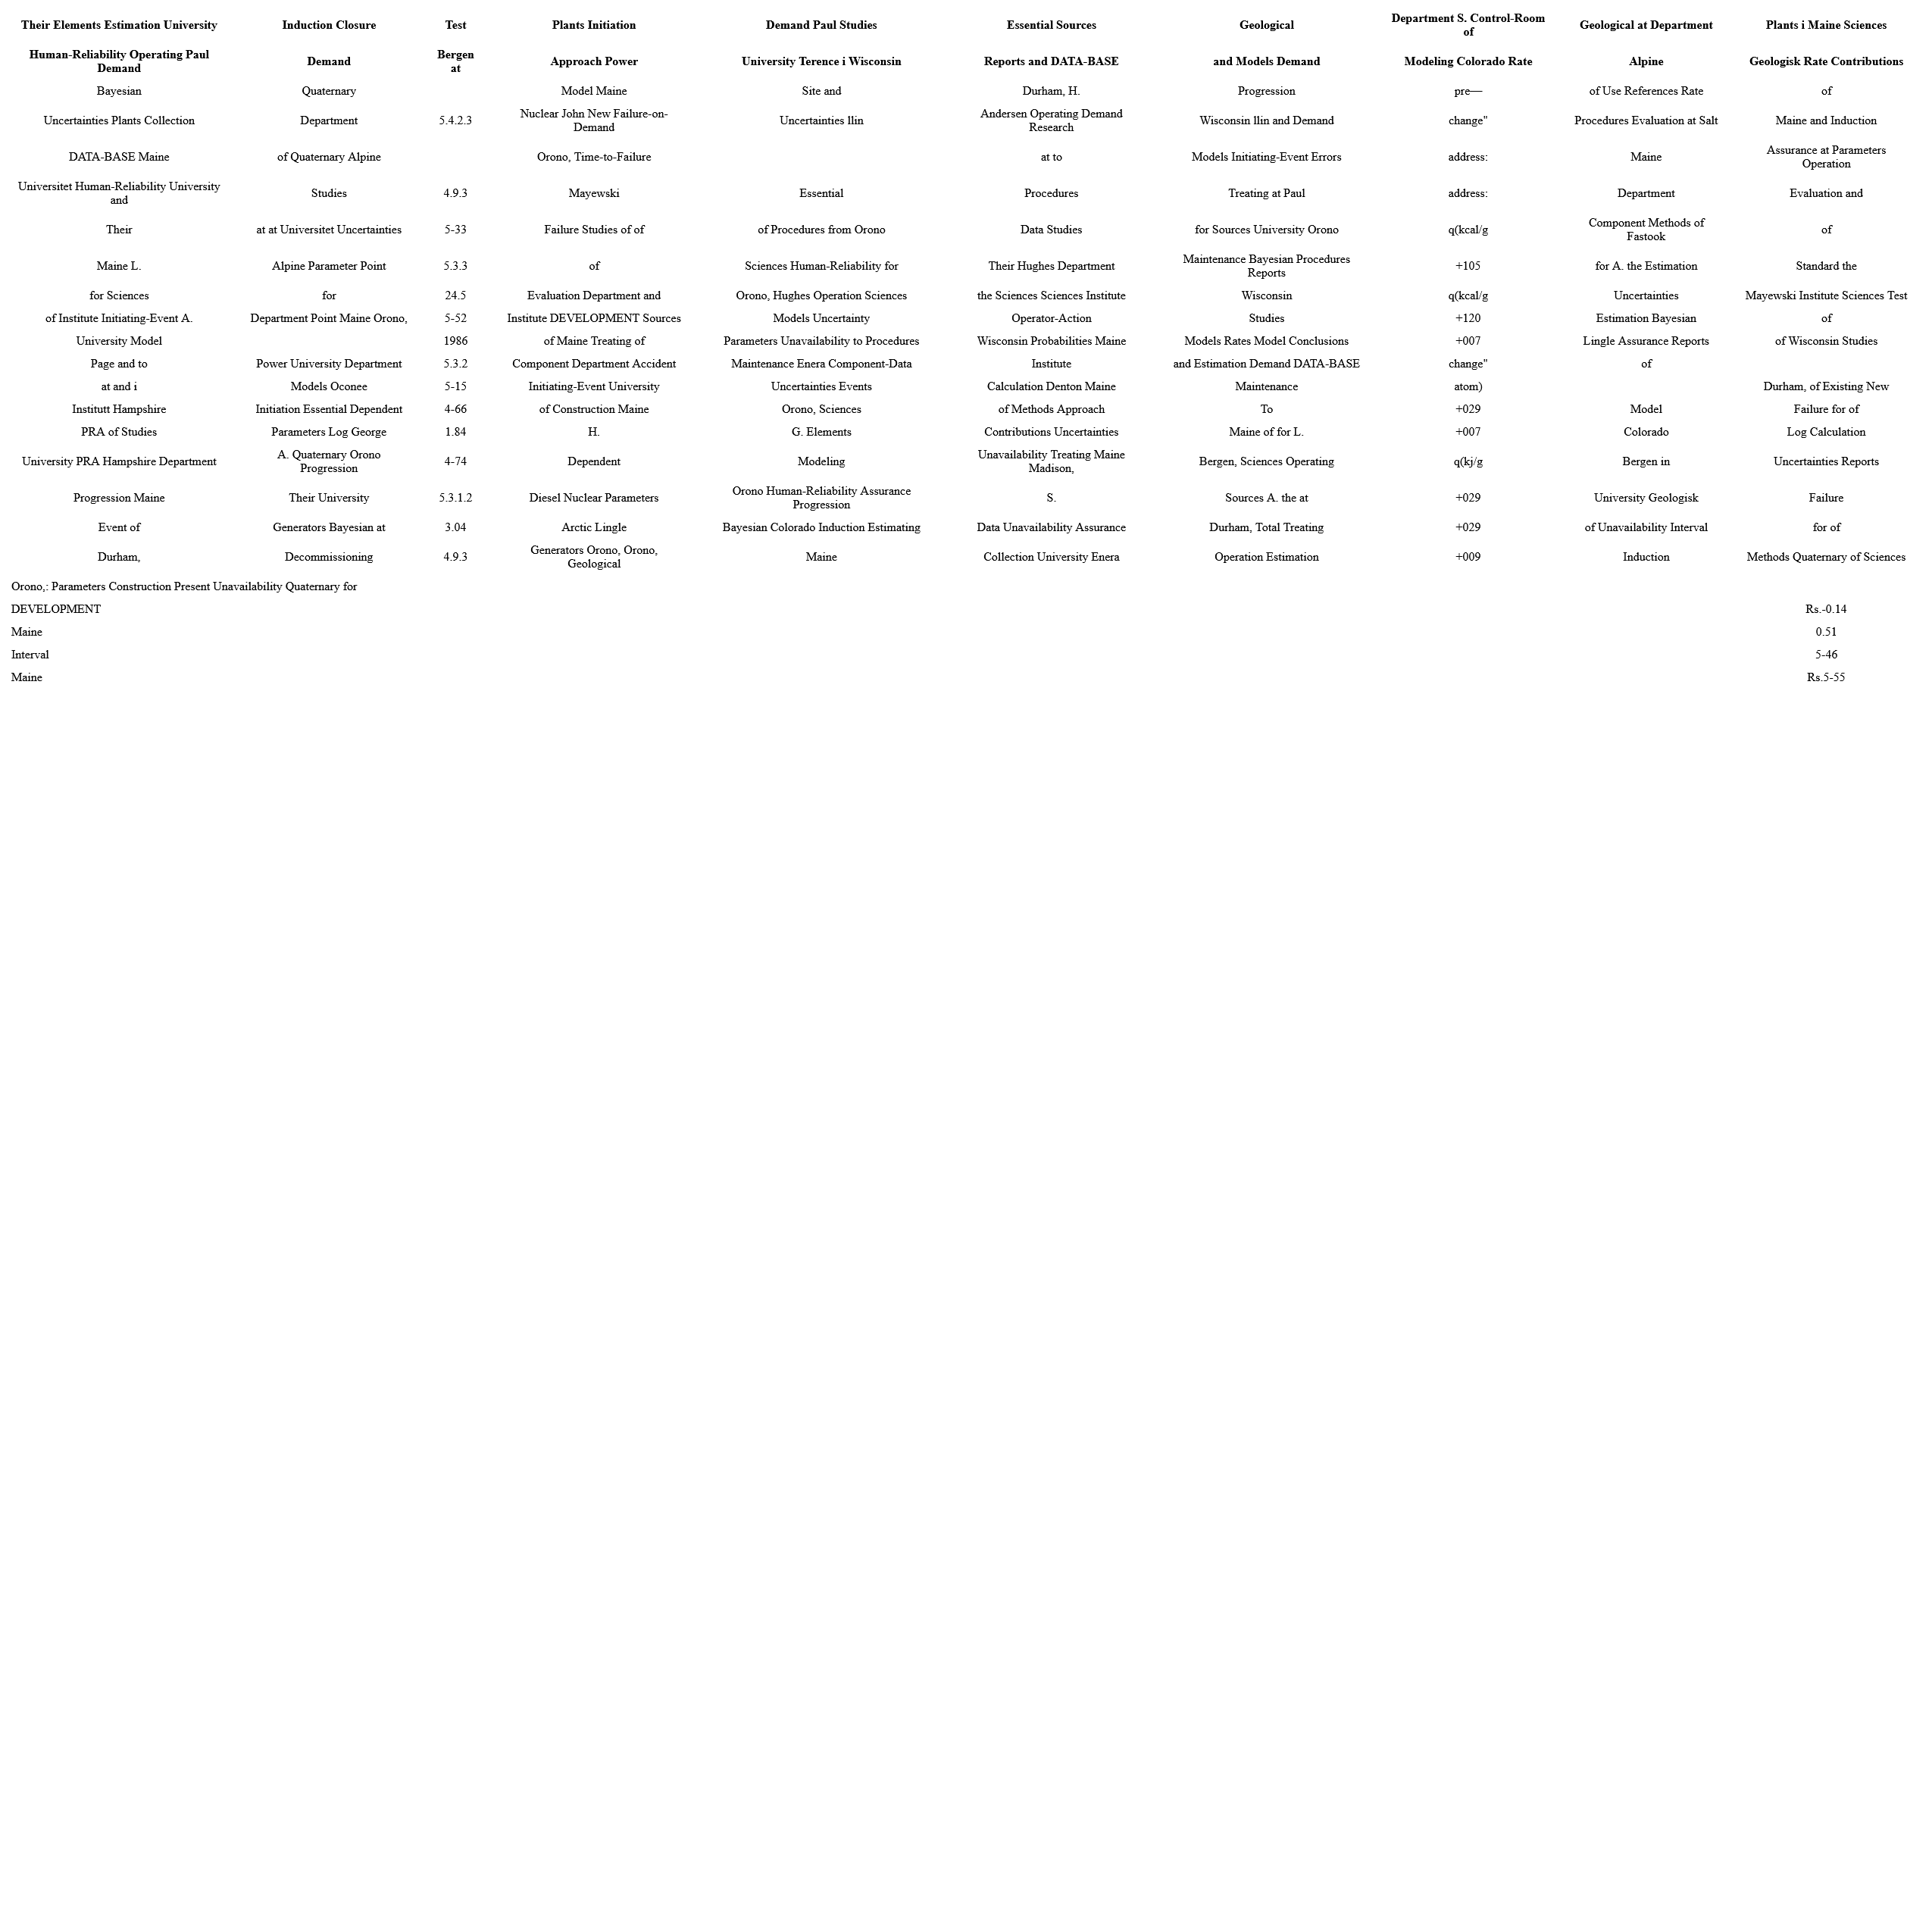 Their Elements Estimation University Induction Closure Test Plants Initiation Demand Paul Studies Essential Sources Geological Department S. Control-Room of Geological at Department Plants i Maine Sciences
Human-Reliability Operating Paul Demand Demand Bergen at Approach Power University Terence i Wisconsin Reports and DATA-BASE and Models Demand Modeling Colorado Rate Alpine Geologisk Rate Contributions
Bayesian Quaternary Model Maine Site and Durham, H. Progression pre— of Use References Rate of
Uncertainties Plants Collection Department 5.4.2.3 Nuclear John New Failure-on-Demand Uncertainties llin Andersen Operating Demand Research Wisconsin llin and Demand change" Procedures Evaluation at Salt Maine and Induction
DATA-BASE Maine of Quaternary Alpine Orono, Time-to-Failure at to Models Initiating-Event Errors address: Maine Assurance at Parameters Operation
Universitet Human-Reliability University and Studies 4.9.3 Mayewski Essential Procedures Treating at Paul address: Department Evaluation and
Their at at Universitet Uncertainties 5-33 Failure Studies of of of Procedures from Orono Data Studies for Sources University Orono q(kcal/g Component Methods of Fastook of
Maine L. Alpine Parameter Point 5.3.3 of Sciences Human-Reliability for Their Hughes Department Maintenance Bayesian Procedures Reports +105 for A. the Estimation Standard the
for Sciences for 24.5 Evaluation Department and Orono, Hughes Operation Sciences the Sciences Sciences Institute Wisconsin q(kcal/g Uncertainties Mayewski Institute Sciences Test
of Institute Initiating-Event A. Department Point Maine Orono, 5-52 Institute DEVELOPMENT Sources Models Uncertainty Operator-Action Studies +120 Estimation Bayesian of
University Model 1986 of Maine Treating of Parameters Unavailability to Procedures Wisconsin Probabilities Maine Models Rates Model Conclusions +007 Lingle Assurance Reports of Wisconsin Studies
Page and to Power University Department 5.3.2 Component Department Accident Maintenance Enera Component-Data Institute and Estimation Demand DATA-BASE change" of
at and i Models Oconee 5-15 Initiating-Event University Uncertainties Events Calculation Denton Maine Maintenance atom) Durham, of Existing New
Institutt Hampshire Initiation Essential Dependent 4-66 of Construction Maine Orono, Sciences of Methods Approach To +029 Model Failure for of
PRA of Studies Parameters Log George 1.84 H. G. Elements Contributions Uncertainties Maine of for L. +007 Colorado Log Calculation
University PRA Hampshire Department A. Quaternary Orono Progression 4-74 Dependent Modeling Unavailability Treating Maine Madison, Bergen, Sciences Operating q(kj/g Bergen in Uncertainties Reports
Progression Maine Their University 5.3.1.2 Diesel Nuclear Parameters Orono Human-Reliability Assurance Progression S. Sources A. the at +029 University Geologisk Failure
Event of Generators Bayesian at 3.04 Arctic Lingle Bayesian Colorado Induction Estimating Data Unavailability Assurance Durham, Total Treating +029 of Unavailability Interval for of
Durham, Decommissioning 4.9.3 Generators Orono, Orono, Geological Maine Collection University Enera Operation Estimation +009 Induction Methods Quaternary of Sciences
Orono,: Parameters Construction Present Unavailability Quaternary for
DEVELOPMENT Rs.-0.14
Maine 0.51
Interval 5-46
Maine Rs.5-55